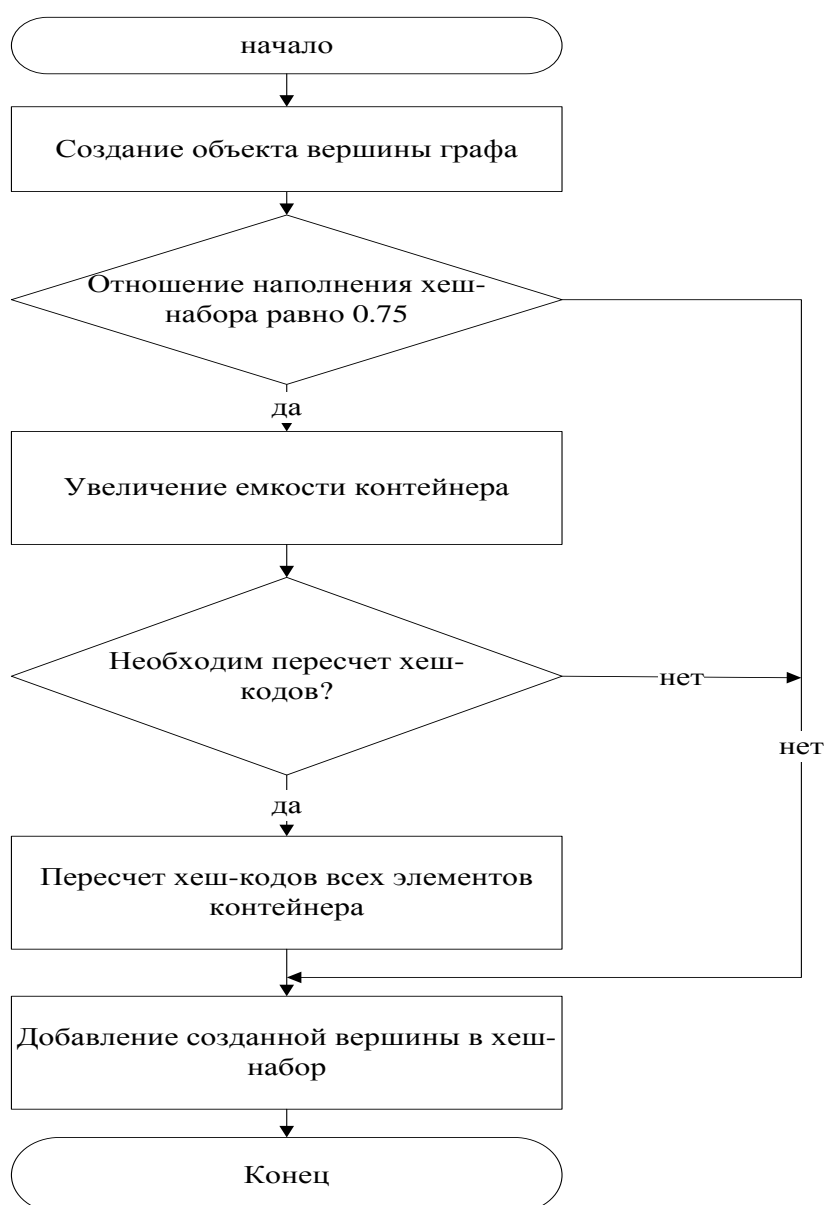 начало
Создание объекта вершины графа
Отношение наполнения хеш-
набора равно 0.75
да
Увеличение емкости контейнера
Необходим пересчет хеш-
кодов?
нет
нет
да
Пересчет хеш-кодов всех элементов
контейнера
Добавление созданной вершины в хеш-
набор
Конец